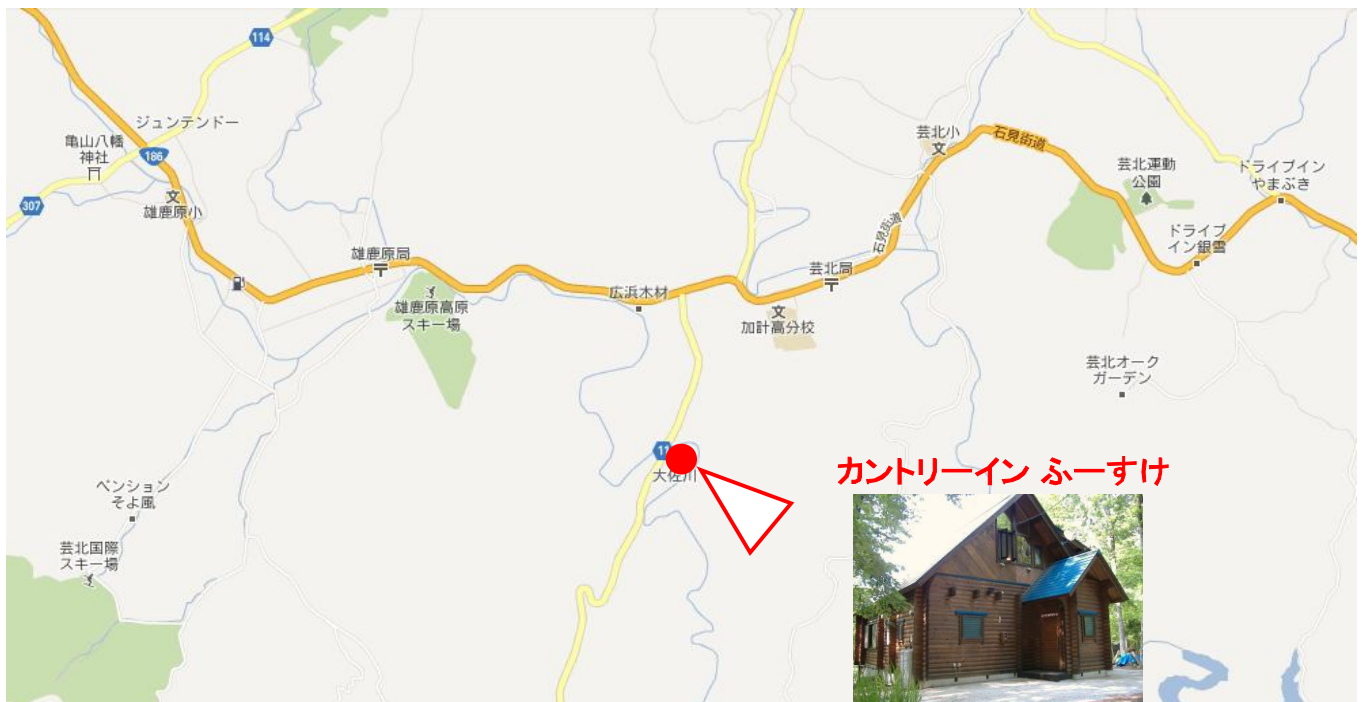 114
ジュンテンドー
亀山八幡
神社
186
307
文
雄鹿原小
雄鹿原局
雄鹿原高原
スキー場
広浜木材
芸北小
文
石見街道
石見街道
芸北局
文
加計高分校
芸北運動
公園
ドライブイン
やまぶき
ドライブ
イン銀雪
芸北オーク
ガーデン
11
大佐川
カントリーイン ふーすけ
ペンション
そよ風
芸北国際
スキー場